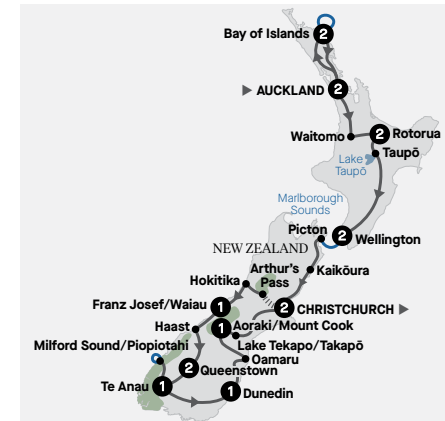 Bay of Islands 2
▶ AUCKLAND 2
Waitomo
2 Rotorua
Taupō
Lake
Taupō
Marlborough
Sounds
Picton
2 Wellington
NEW ZEALAND
Kaikōura
Arthur's
Pass
Hokitika
2 CHRISTCHURCH ▶
Franz Josef/Waiau 1
1 Aoraki/Mount Cook
Haast
Lake Tekapo/Takapō
Milford Sound/Piopiotahi
Oamaru
2 Queenstown
Te Anau 1
1 Dunedin